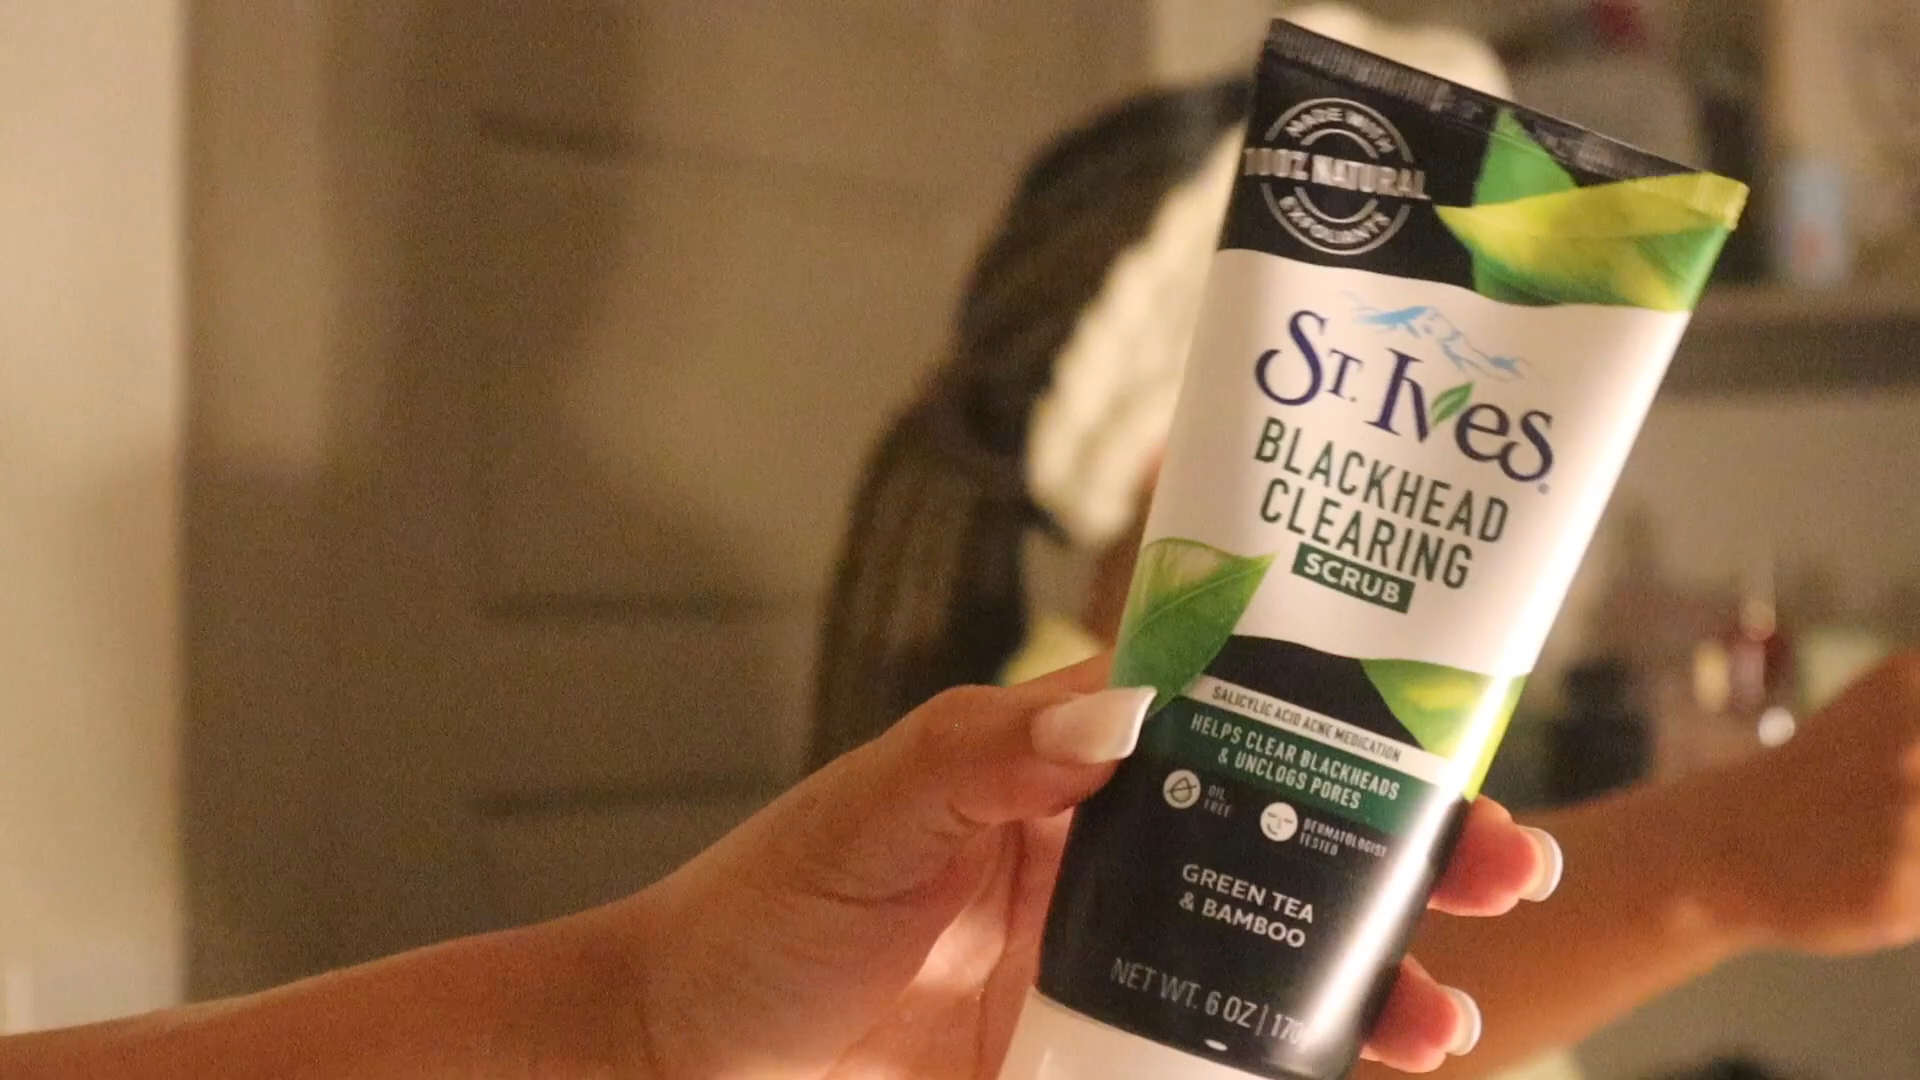 MADE WITH
100% NATURAL
EXFOLIANTS
ST. Ives®
BLACKHEAD
CLEARING
SCRUB
SALICYLIC ACID ACNE MEDICATION
HELPS CLEAR BLACKHEADS
& UNCLOGS PORES
OIL
FREE
DERMATOLOGIST
TESTED
GREEN TEA
& BAMBOO
NET WT. 6 OZ | 170